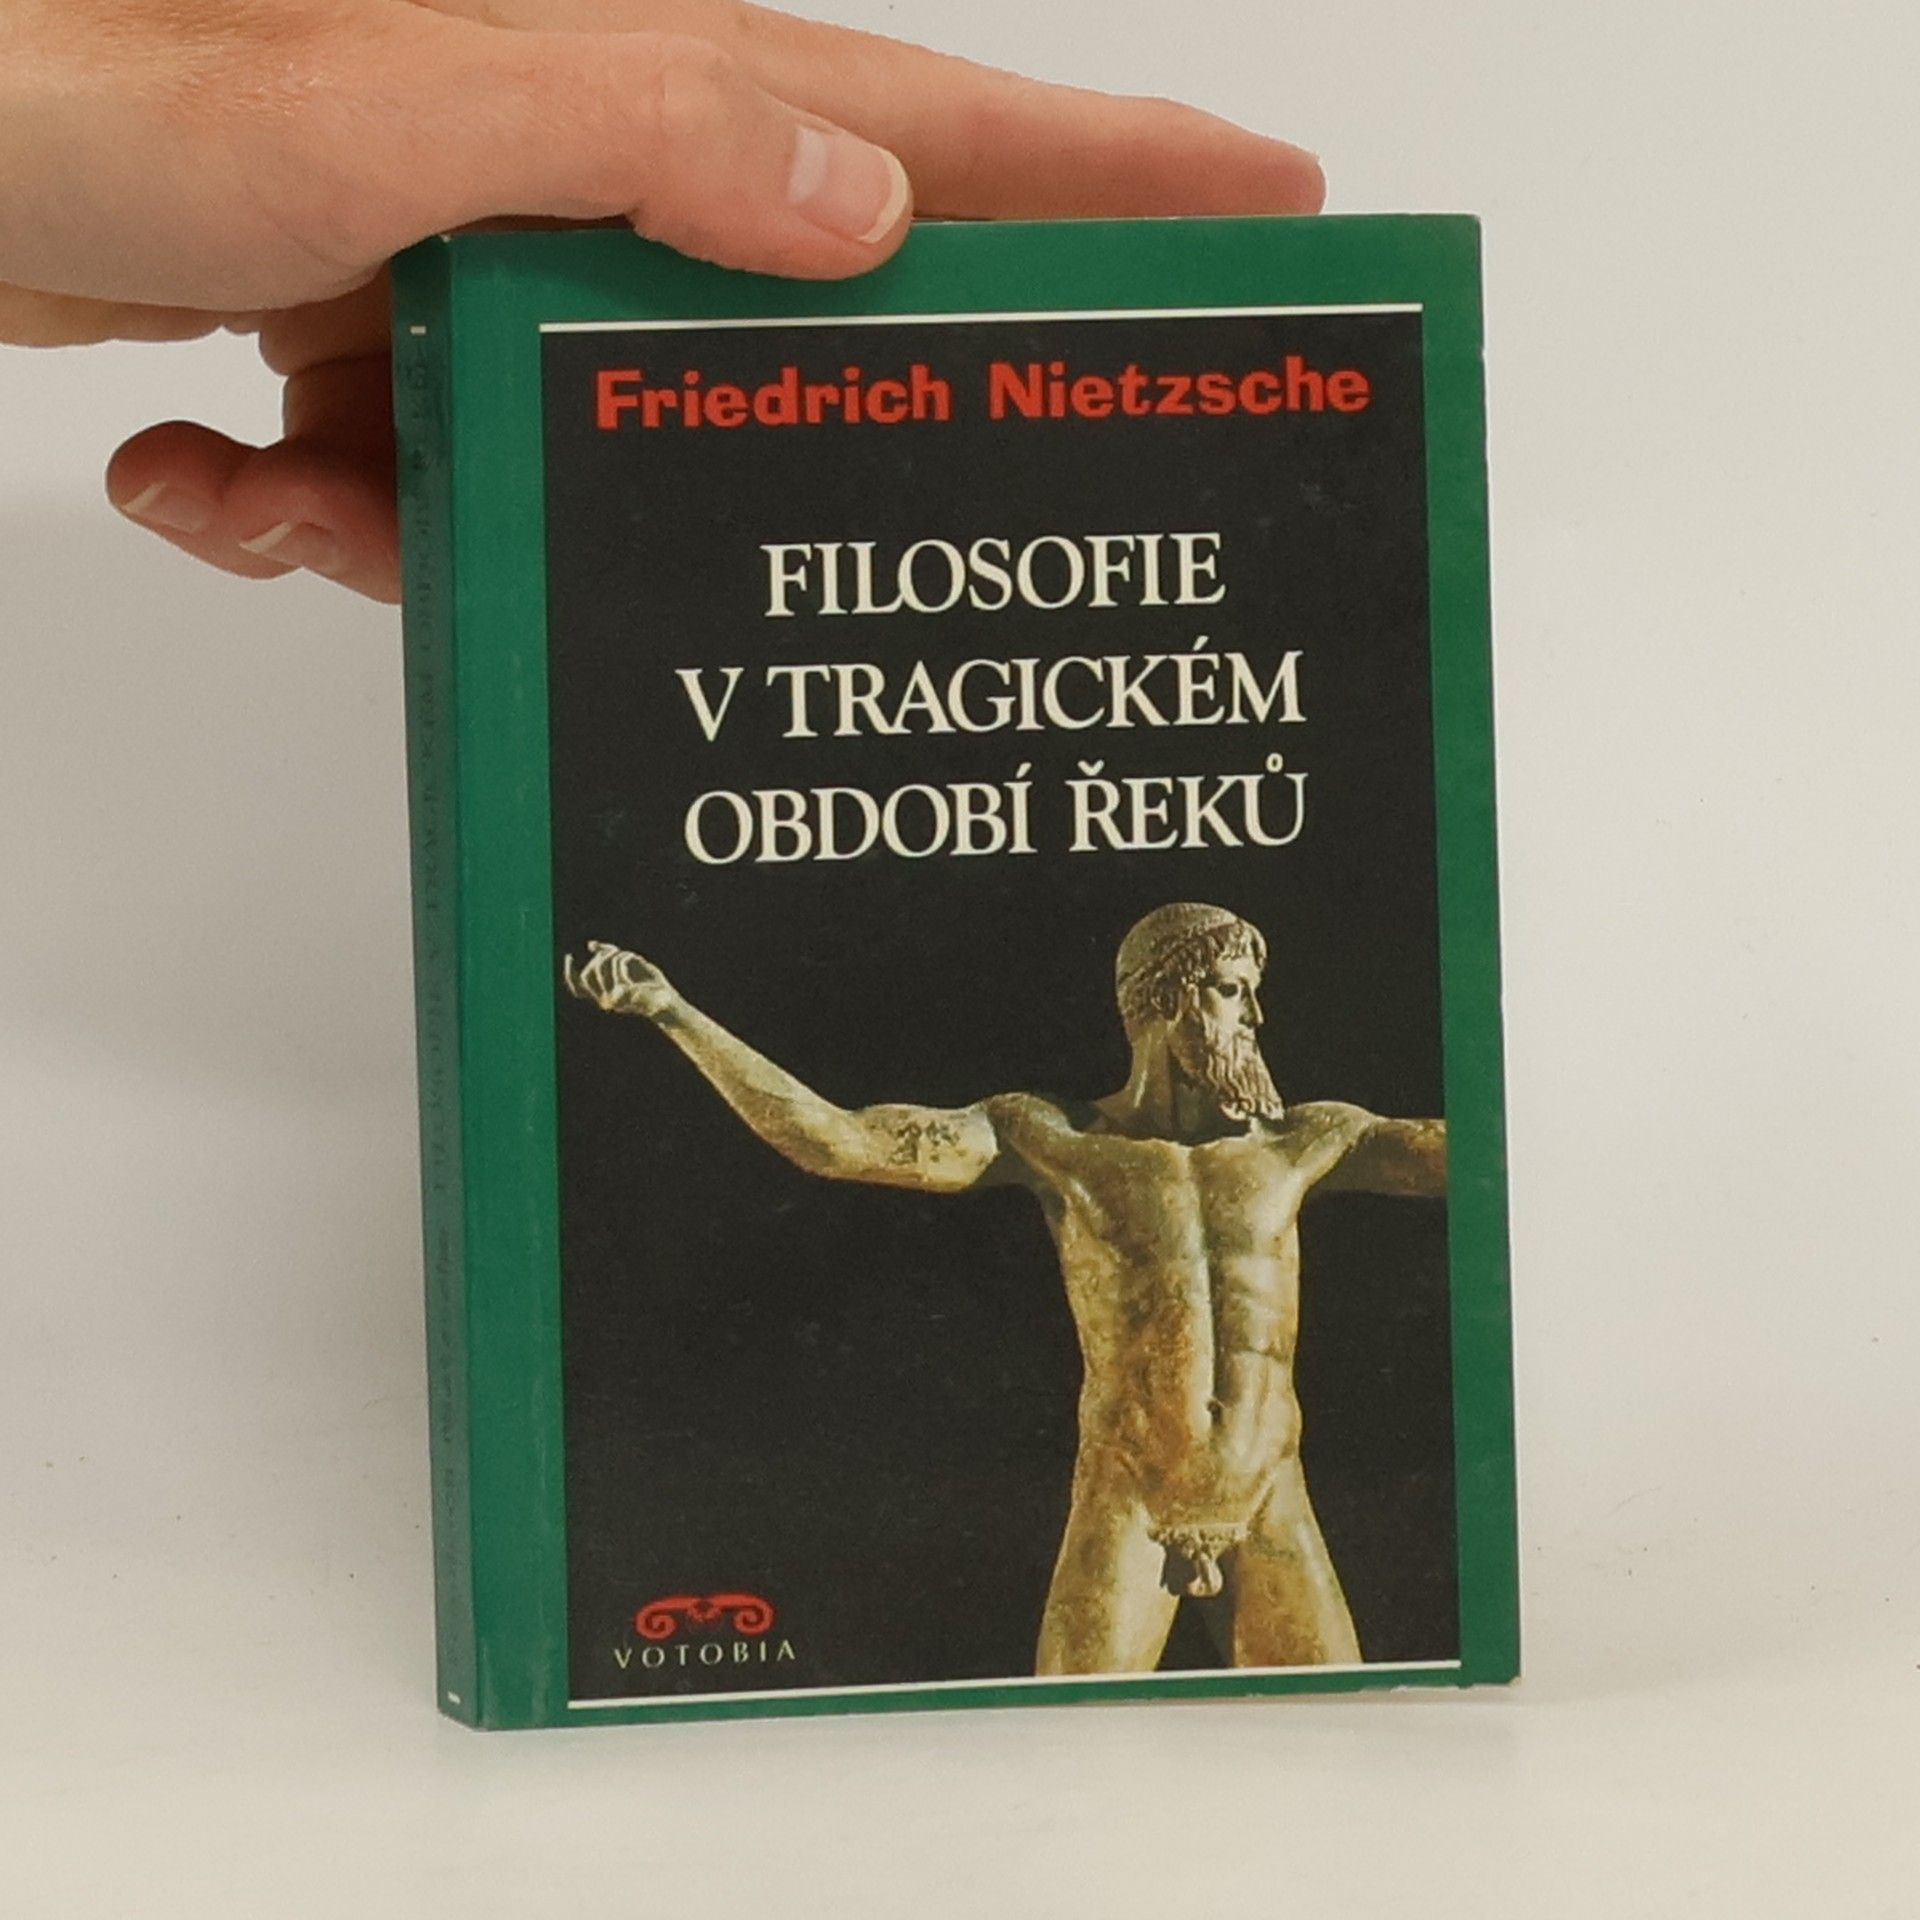 Friedrich Nietzsche
FILOSOFIE
V TRAGICKÉM
OBDOBÍ ŘEKŮ
VOTOBIA